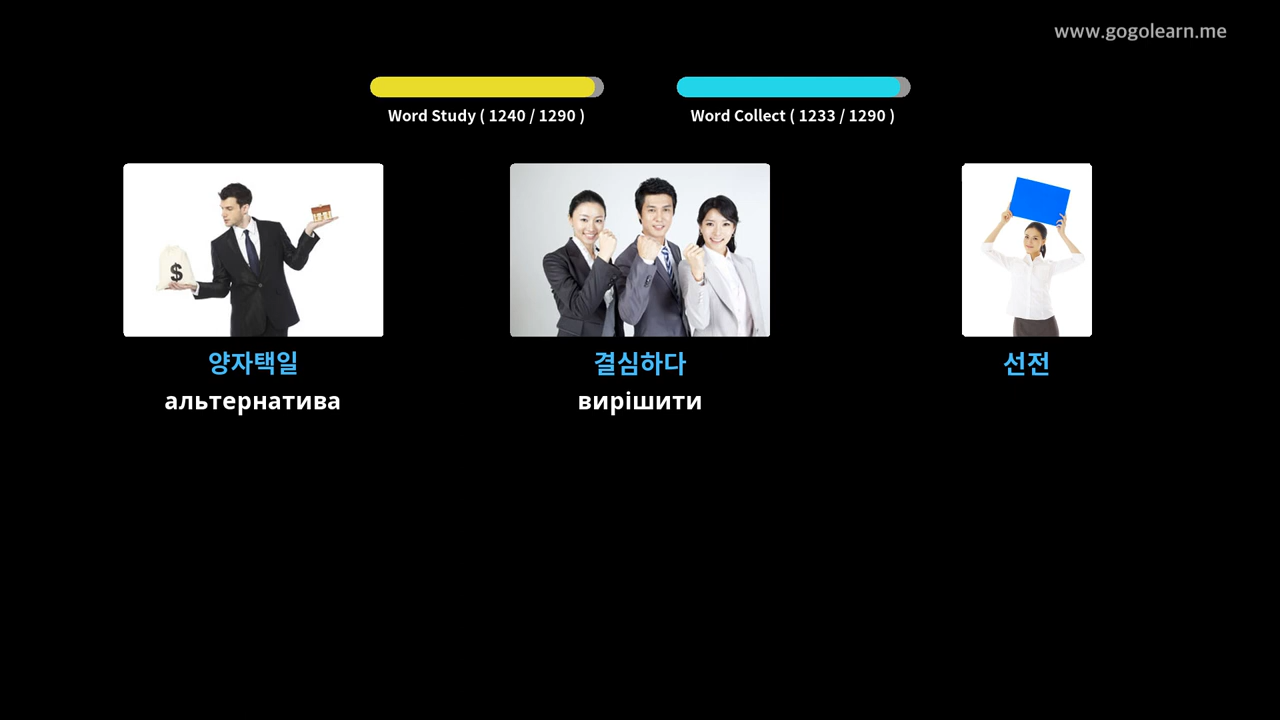 www.gogolearn.me
Word Study ( 1240 / 1290 )
Word Collect ( 1233 / 1290 )
$
양자택일
альтернатива
결심하다
вирішити
선전